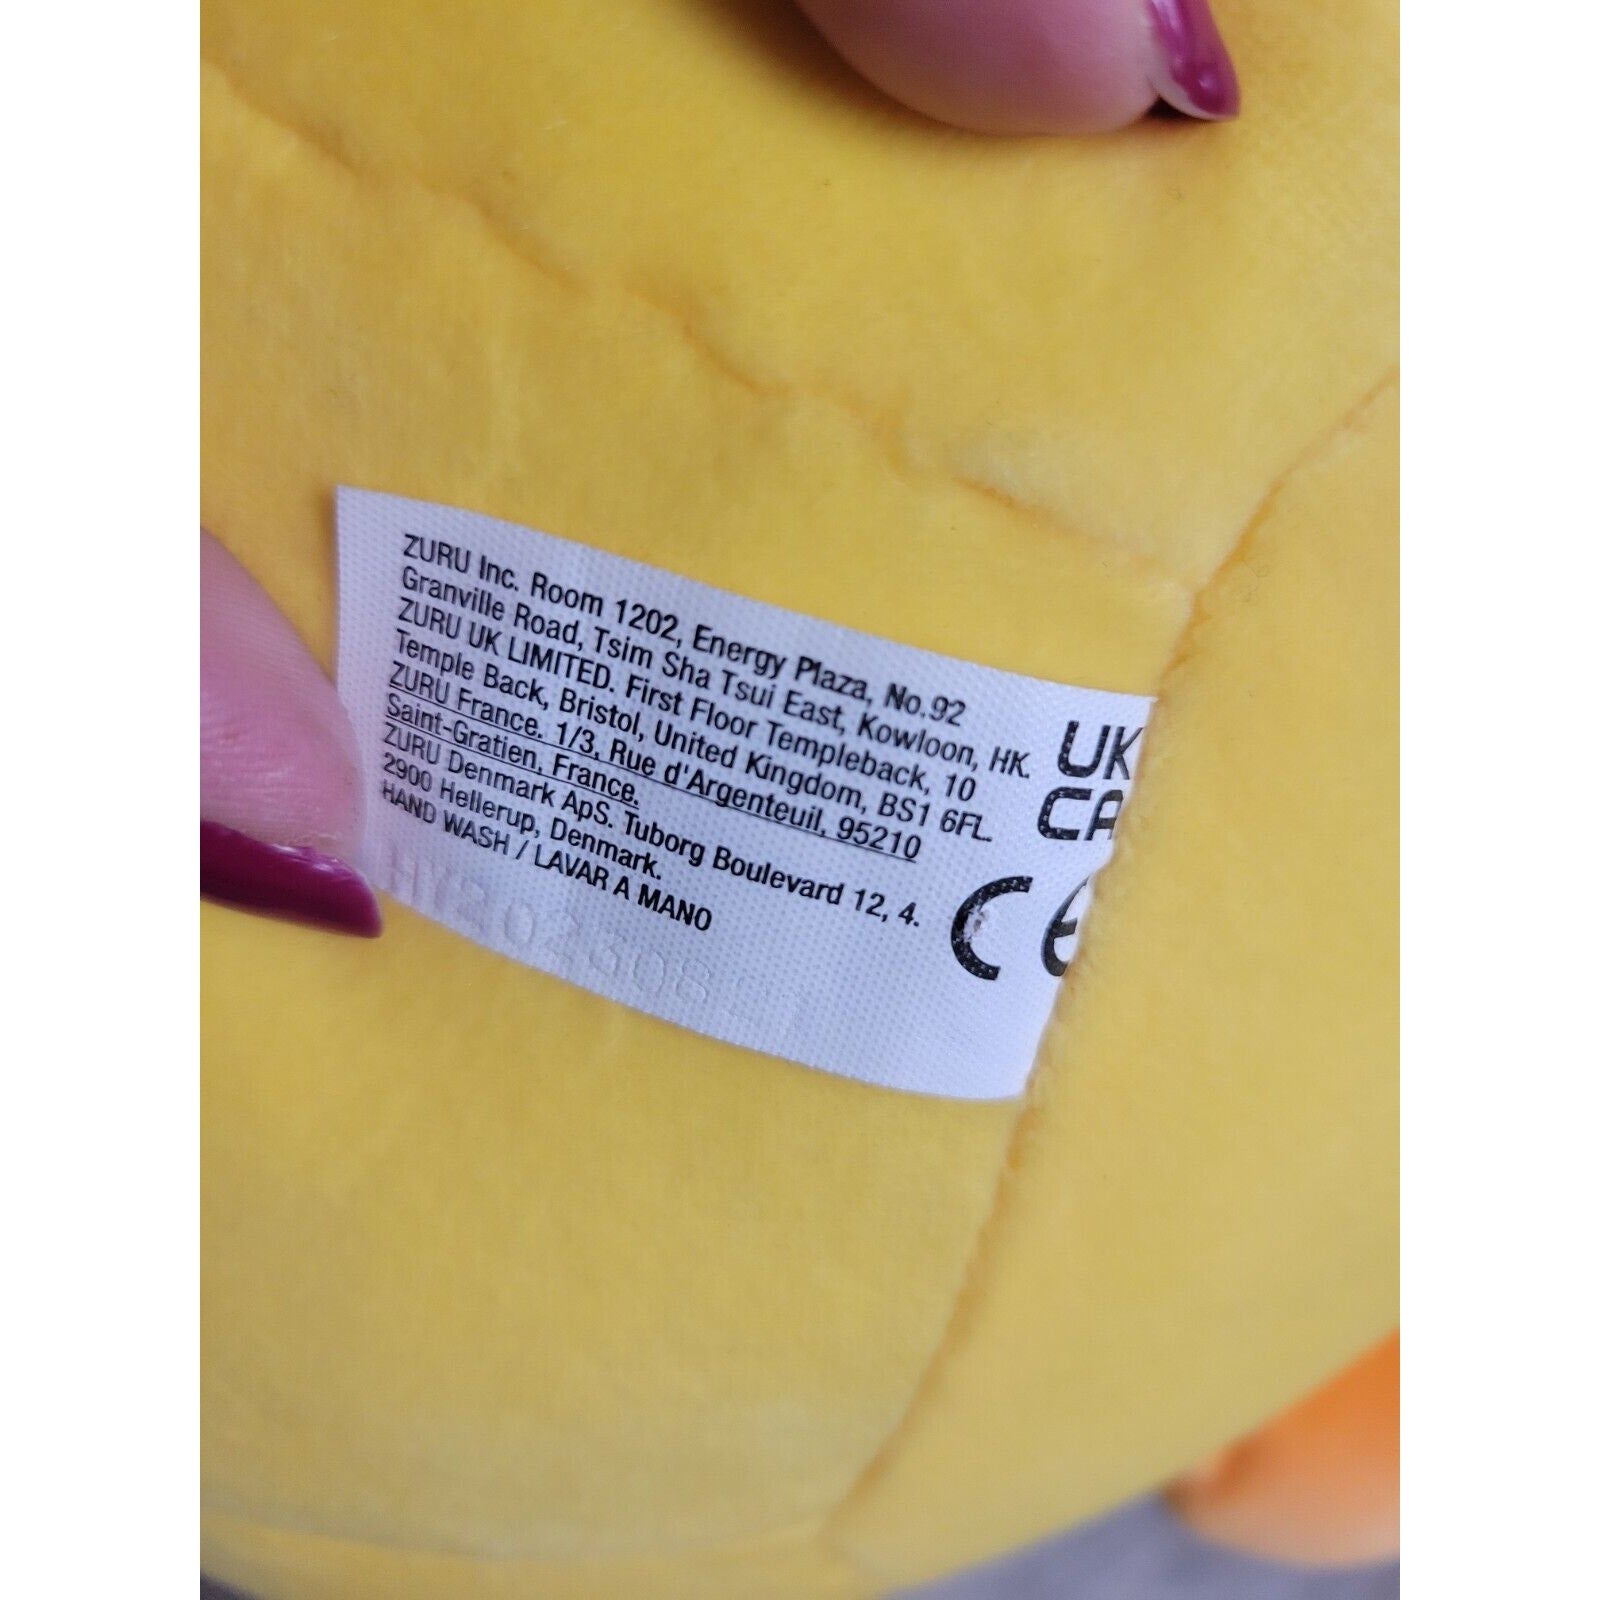 ZURU Inc. Room 1202, Energy Plaza, No.92
Granville Road, Tsim Sha Tsui East, Kowloon, HK.
ZURU UK LIMITED. First Floor Templeback, 10
Temple Back, Bristol, United Kingdom, BS1 6FL.
ZURU France. 1/3, Rue d'Argenteuil, 95210
Saint-Gratien, France.
ZURU Denmark ApS. Tuborg Boulevard 12, 4.
2900 Hellerup, Denmark.
HAND WASH / LAVAR A MANO
UK
CA
CE